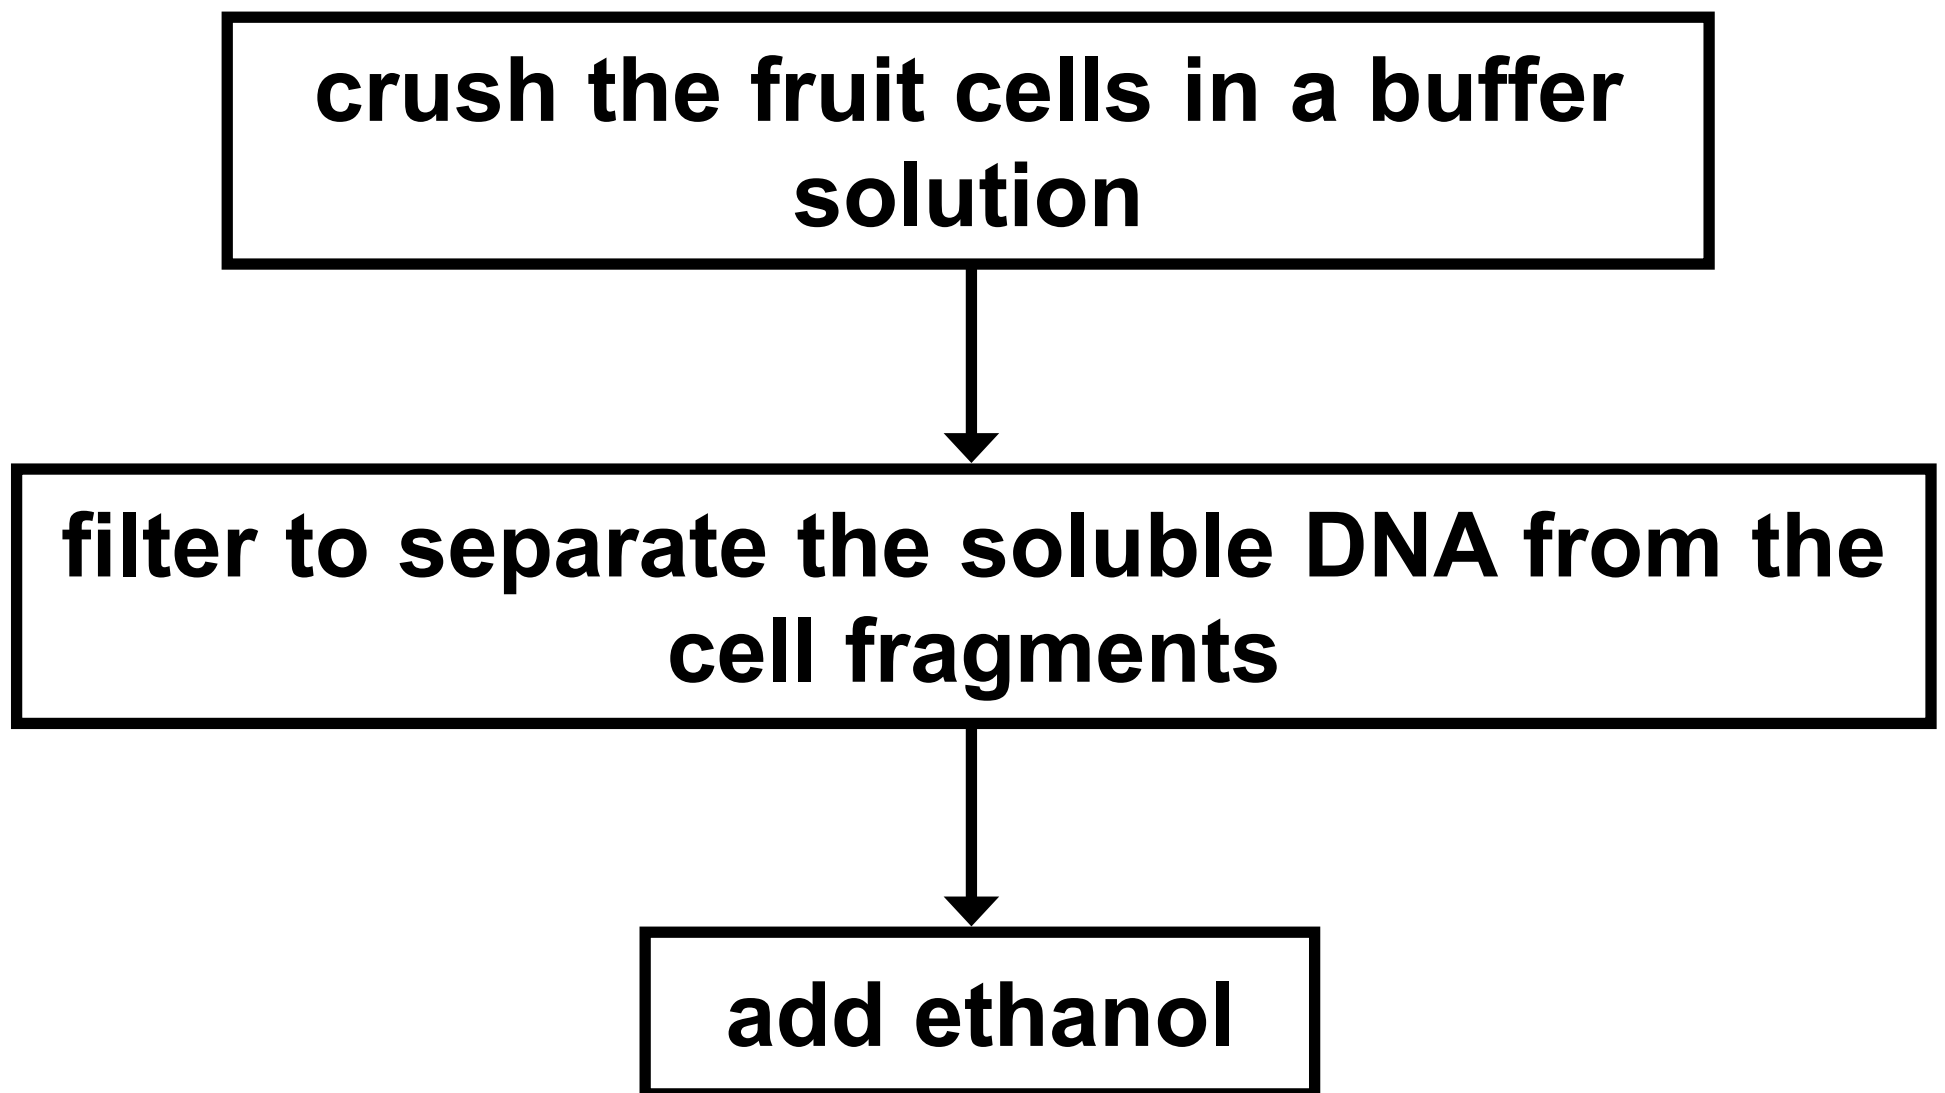 crush the fruit cells in a buffer
solution
filter to separate the soluble DNA from the
cell fragments
add ethanol